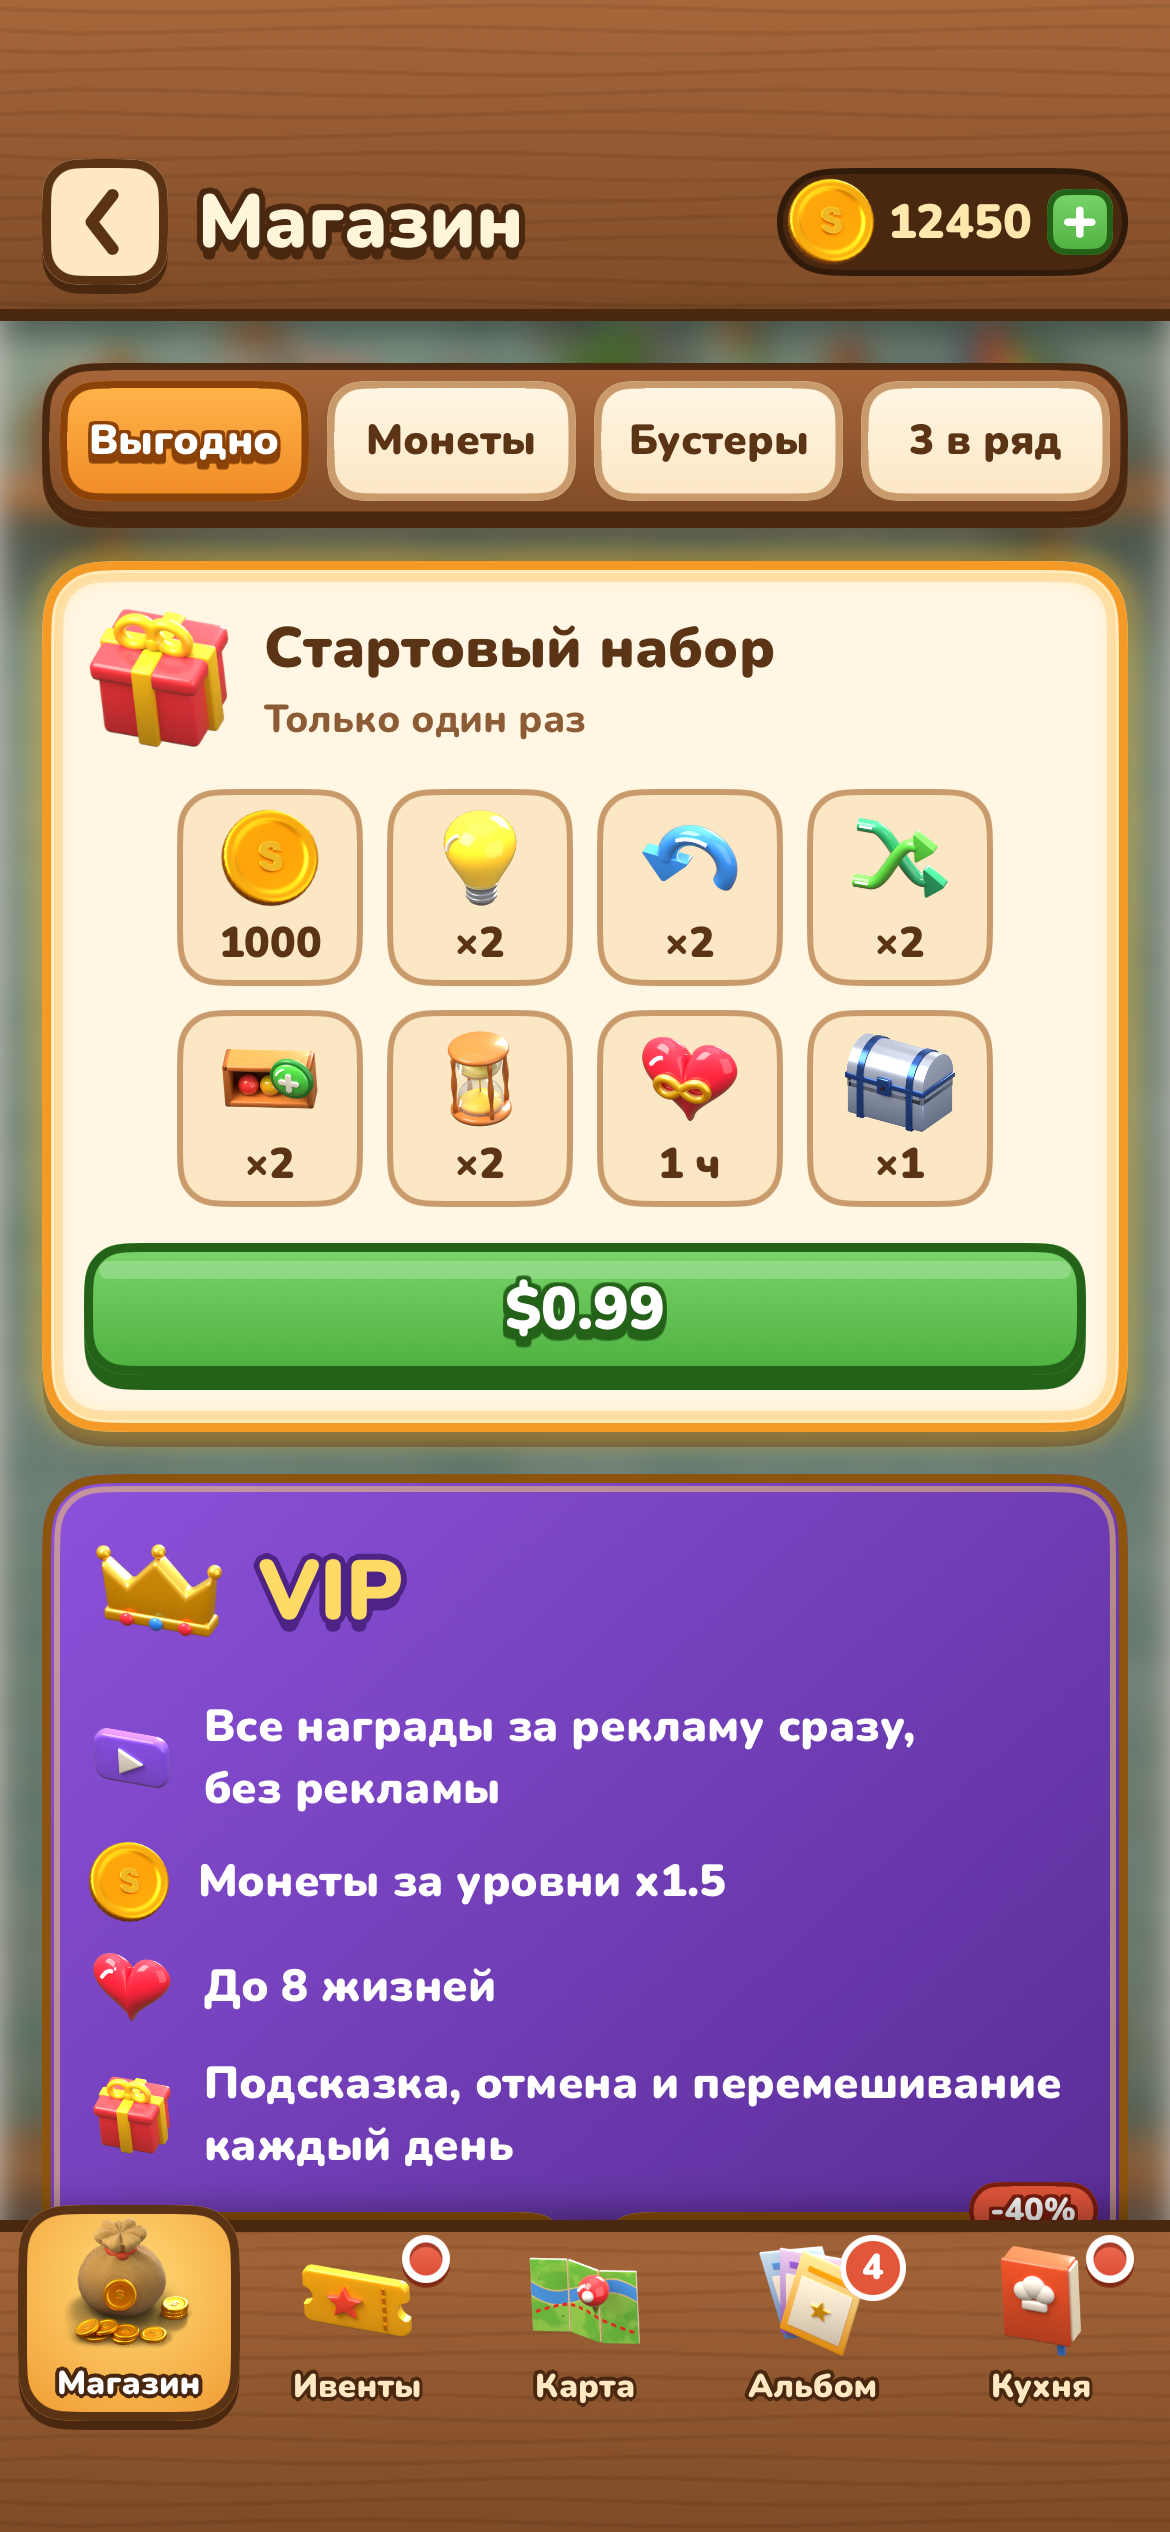 Магазин
12450
Выгодно
Монеты
Бустеры
3 в ряд
Стартовый набор
Только один раз
1000
×2
×2
×2
×2
×2
1 ч
×1
$0.99
VIP
Все награды за рекламу сразу,
без рекламы
Монеты за уровни x1.5
До 8 жизней
Подсказка, отмена и перемешивание
каждый день
-40%
4
Магазин
Ивенты
Карта
Альбом
Кухня